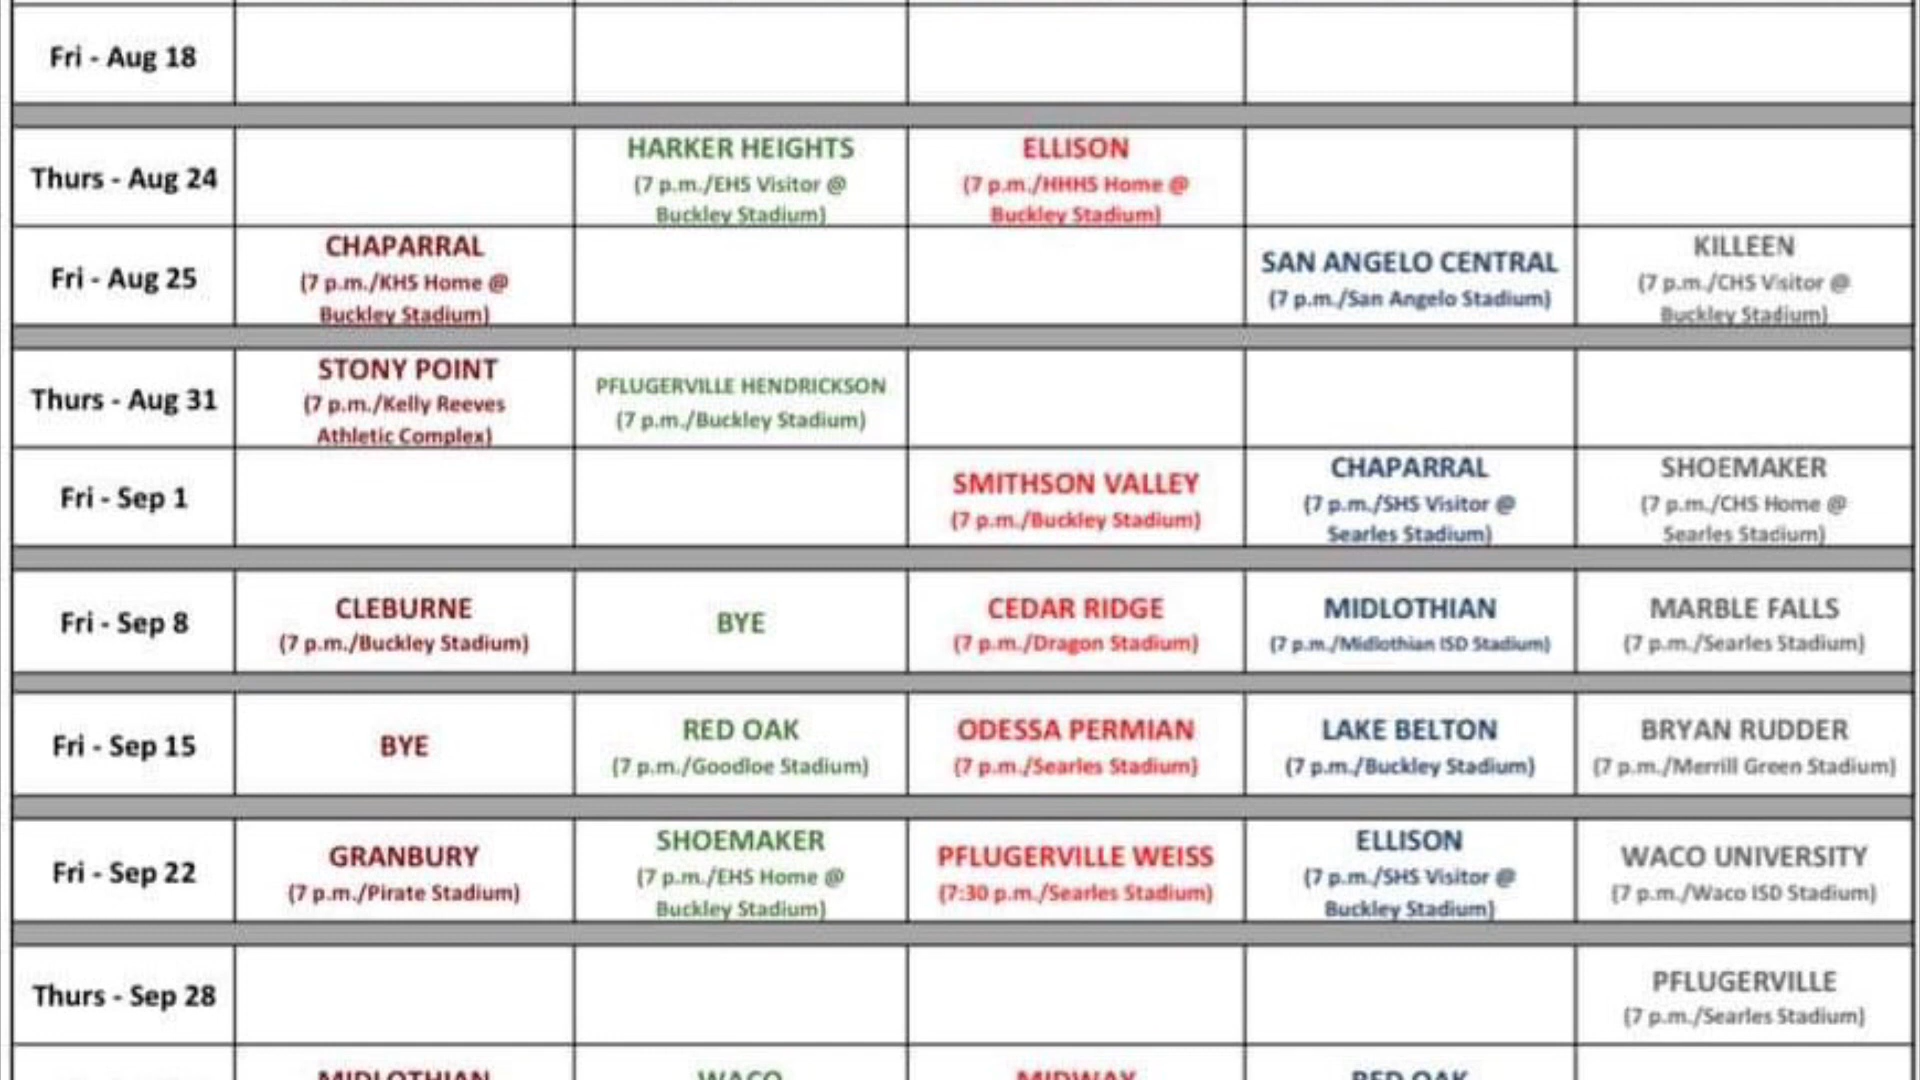 Fri - Aug 18
Thurs - Aug 24
HARKER HEIGHTS
(7 p.m./EHS Visitor @
Buckley Stadium)
ELLISON
(7 p.m./HHHS Home @
Buckley Stadium)
Fri - Aug 25
CHAPARRAL
(7 p.m./KHS Home @
Buckley Stadium)
SAN ANGELO CENTRAL
(7 p.m./San Angelo Stadium)
KILLEEN
(7 p.m./CHS Visitor @
Buckley Stadium)
Thurs - Aug 31
STONY POINT
(7 p.m./Kelly Reeves
Athletic Complex)
PFLUGERVILLE HENDRICKSON
(7 p.m./Buckley Stadium)
Fri - Sep 1
SMITHSON VALLEY
(7 p.m./Buckley Stadium)
CHAPARRAL
(7 p.m./SHS Visitor @
Searles Stadium)
SHOEMAKER
(7 p.m./CHS Home @
Searles Stadium)
Fri - Sep 8
CLEBURNE
(7 p.m./Buckley Stadium)
BYE
CEDAR RIDGE
(7 p.m./Dragon Stadium)
MIDLOTHIAN
(7 p.m./Midlothian ISD Stadium)
MARBLE FALLS
(7 p.m./Searles Stadium)
Fri - Sep 15
BYE
RED OAK
(7 p.m./Goodloe Stadium)
ODESSA PERMIAN
(7 p.m./Searles Stadium)
LAKE BELTON
(7 p.m./Buckley Stadium)
BRYAN RUDDER
(7 p.m./Merrill Green Stadium)
Fri - Sep 22
GRANBURY
(7 p.m./Pirate Stadium)
SHOEMAKER
(7 p.m./EHS Home @
Buckley Stadium)
PFLUGERVILLE WEISS
(7:30 p.m./Searles Stadium)
ELLISON
(7 p.m./SHS Visitor @
Buckley Stadium)
WACO UNIVERSITY
(7 p.m./Waco ISD Stadium)
Thurs - Sep 28
PFLUGERVILLE
(7 p.m./Searles Stadium)
MIDLOTHIAN
WACO
MIDWAY
RED OAK